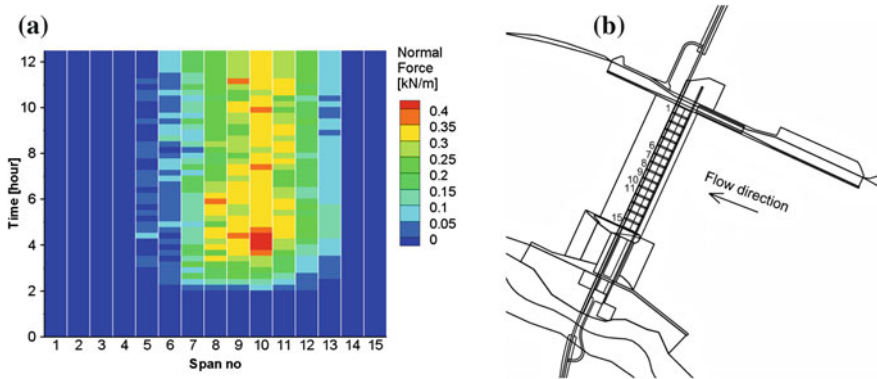 (a)
12
10
8
6
4
2
0
Time [hour]
1 2 3 4 5 6 7 8 9 10 11 12 13 14 15
Span no
Normal
Force
[kN/m]
0.4
0.35
0.3
0.25
0.2
0.15
0.1
0.05
0
(b)
1
6
7
8
9
10
11
15
Flow direction